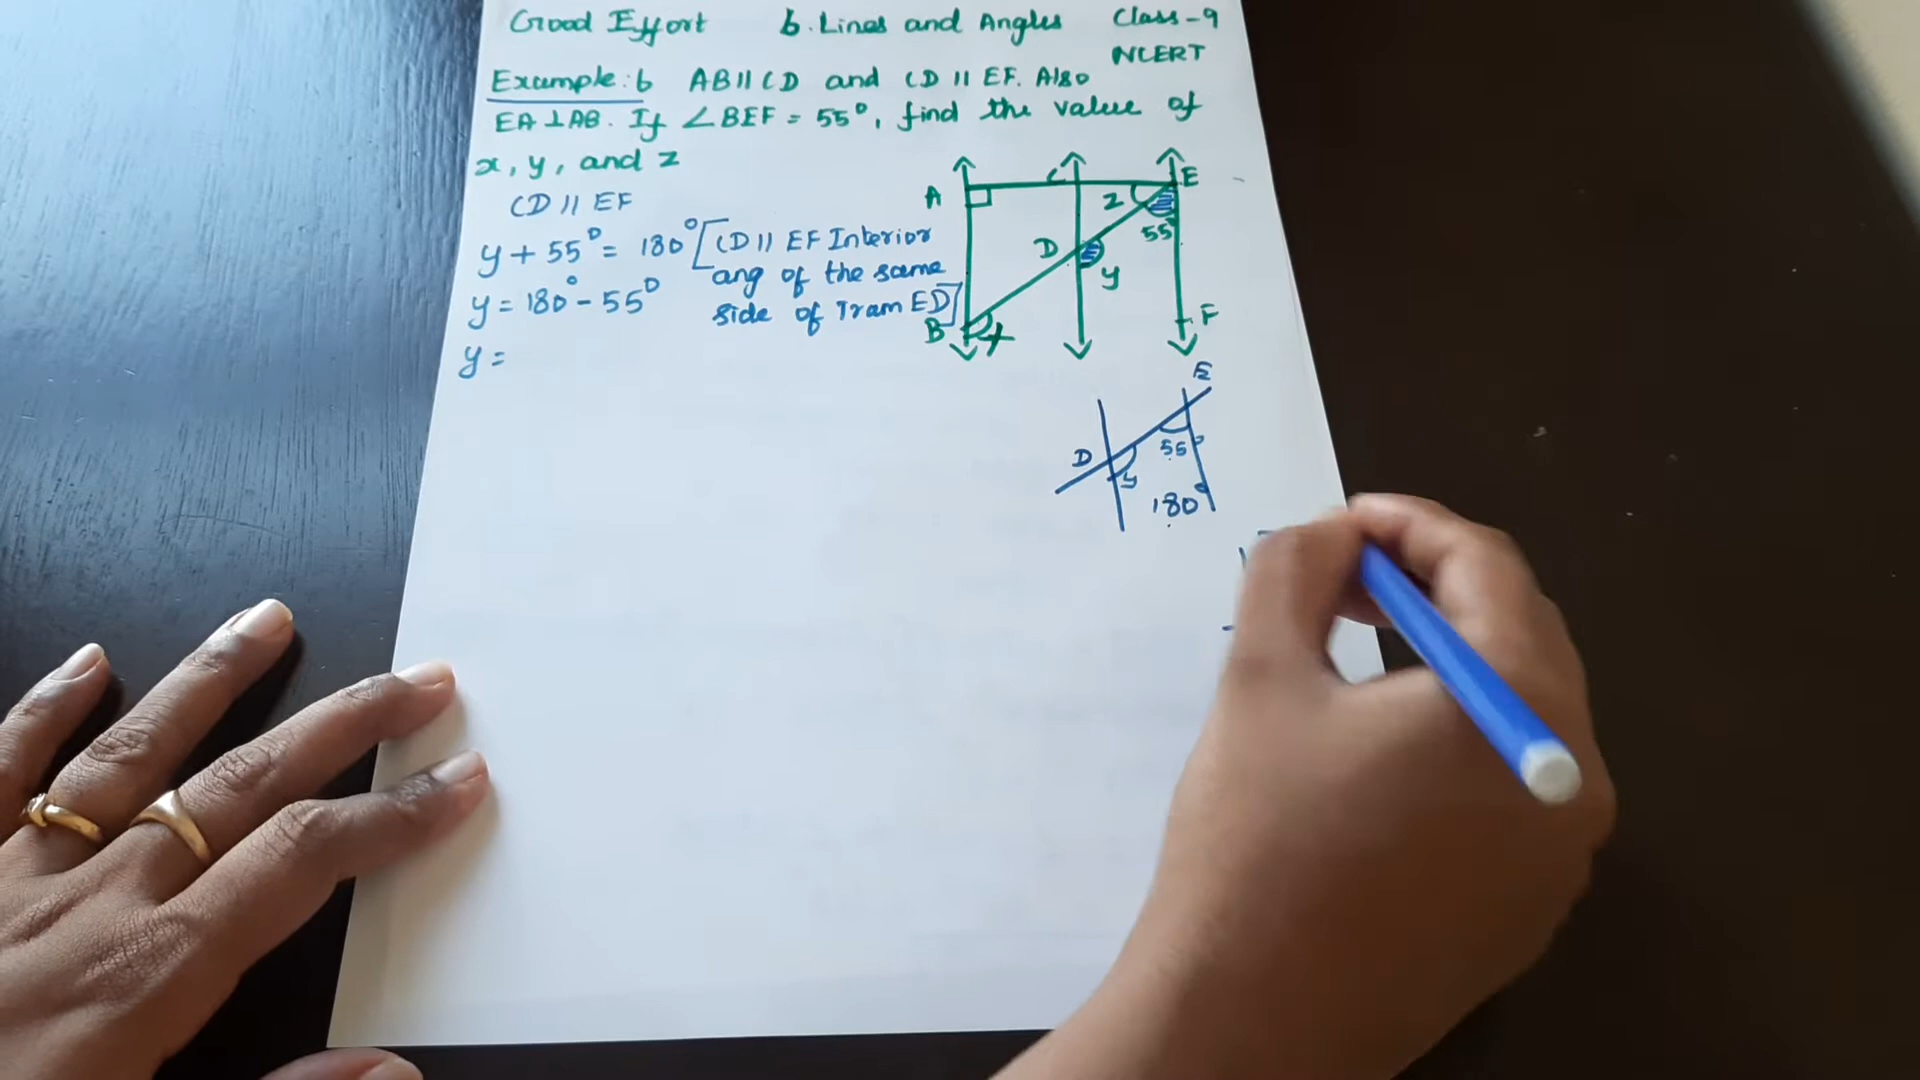 Good Effort 6. Lines and Angles Class-9
NCERT
Example: 6 AB || CD and CD || EF. Also
EA ⊥ AB. If ∠BEF = 55°, find the value of
x, y, and z
CD || EF
y + 55° = 180° [CD || EF Interior
ang of the same
side of Tram ED]
y = 180° - 55°
y =
A C E
z
55°
D
y
B x F
E
D 55°
y
180°